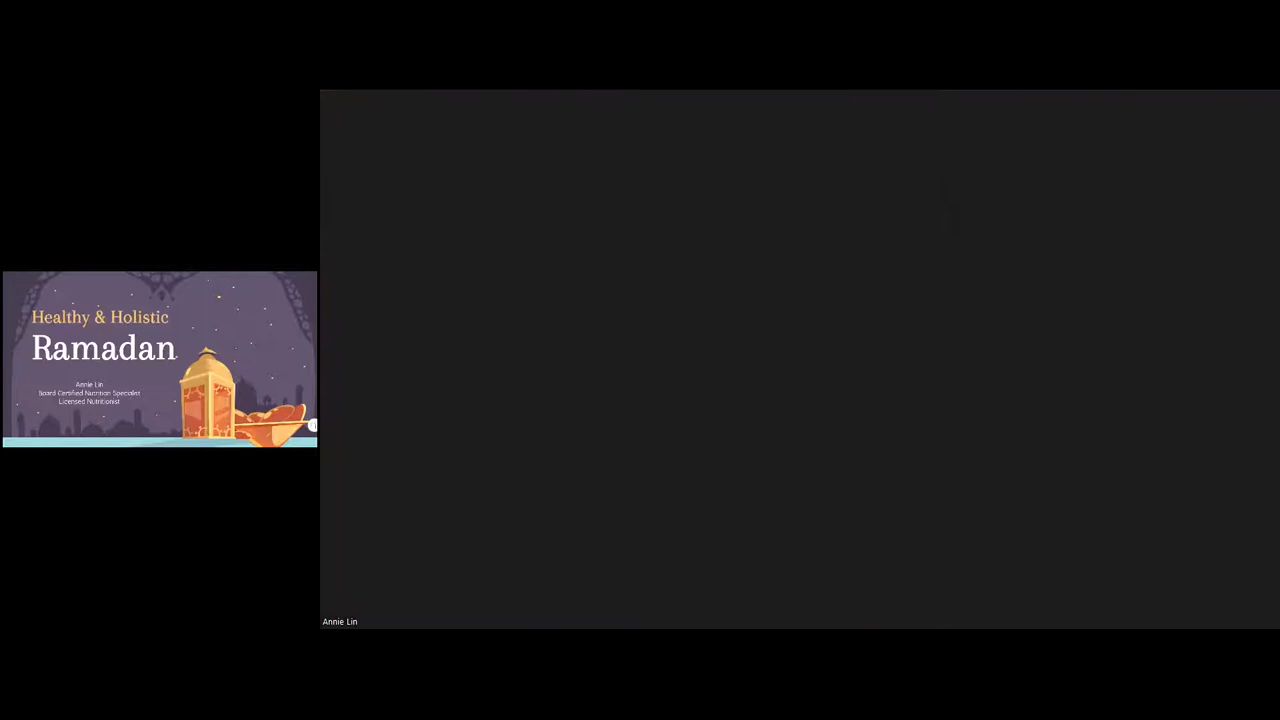 Healthy & Holistic
Ramadan
Annie Lin
Board Certified Nutrition Specialist
Licensed Nutritionist
Annie Lin